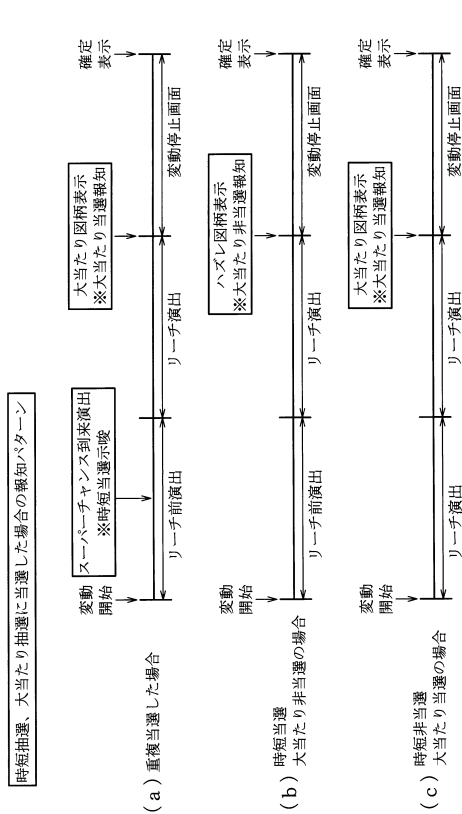 時短抽選、大当たり抽選に当選した場合の報知パターン
(a)重複当選した場合
変動
開始
スーパーチャンス到来演出
※時短当選示唆
大当たり図柄表示
※大当たり当選報知
確定
表示
リーチ前演出
リーチ演出
変動停止画面
(b)時短当選
大当たり非当選の場合
変動
開始
ハズレ図柄表示
※大当たり非当選報知
確定
表示
リーチ前演出
リーチ演出
変動停止画面
(c)時短非当選
大当たり当選の場合
変動
開始
大当たり図柄表示
※大当たり当選報知
確定
表示
リーチ演出
リーチ演出
変動停止画面